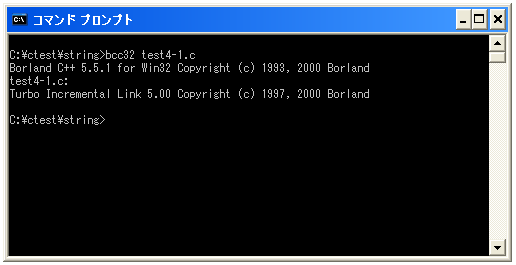 コマンド プロンプト
C:¥ctest¥string>bcc32 test4-1.c
Borland C++ 5.5.1 for Win32 Copyright (c) 1993, 2000 Borland
test4-1.c:
Turbo Incremental Link 5.00 Copyright (c) 1997, 2000 Borland
C:¥ctest¥string>